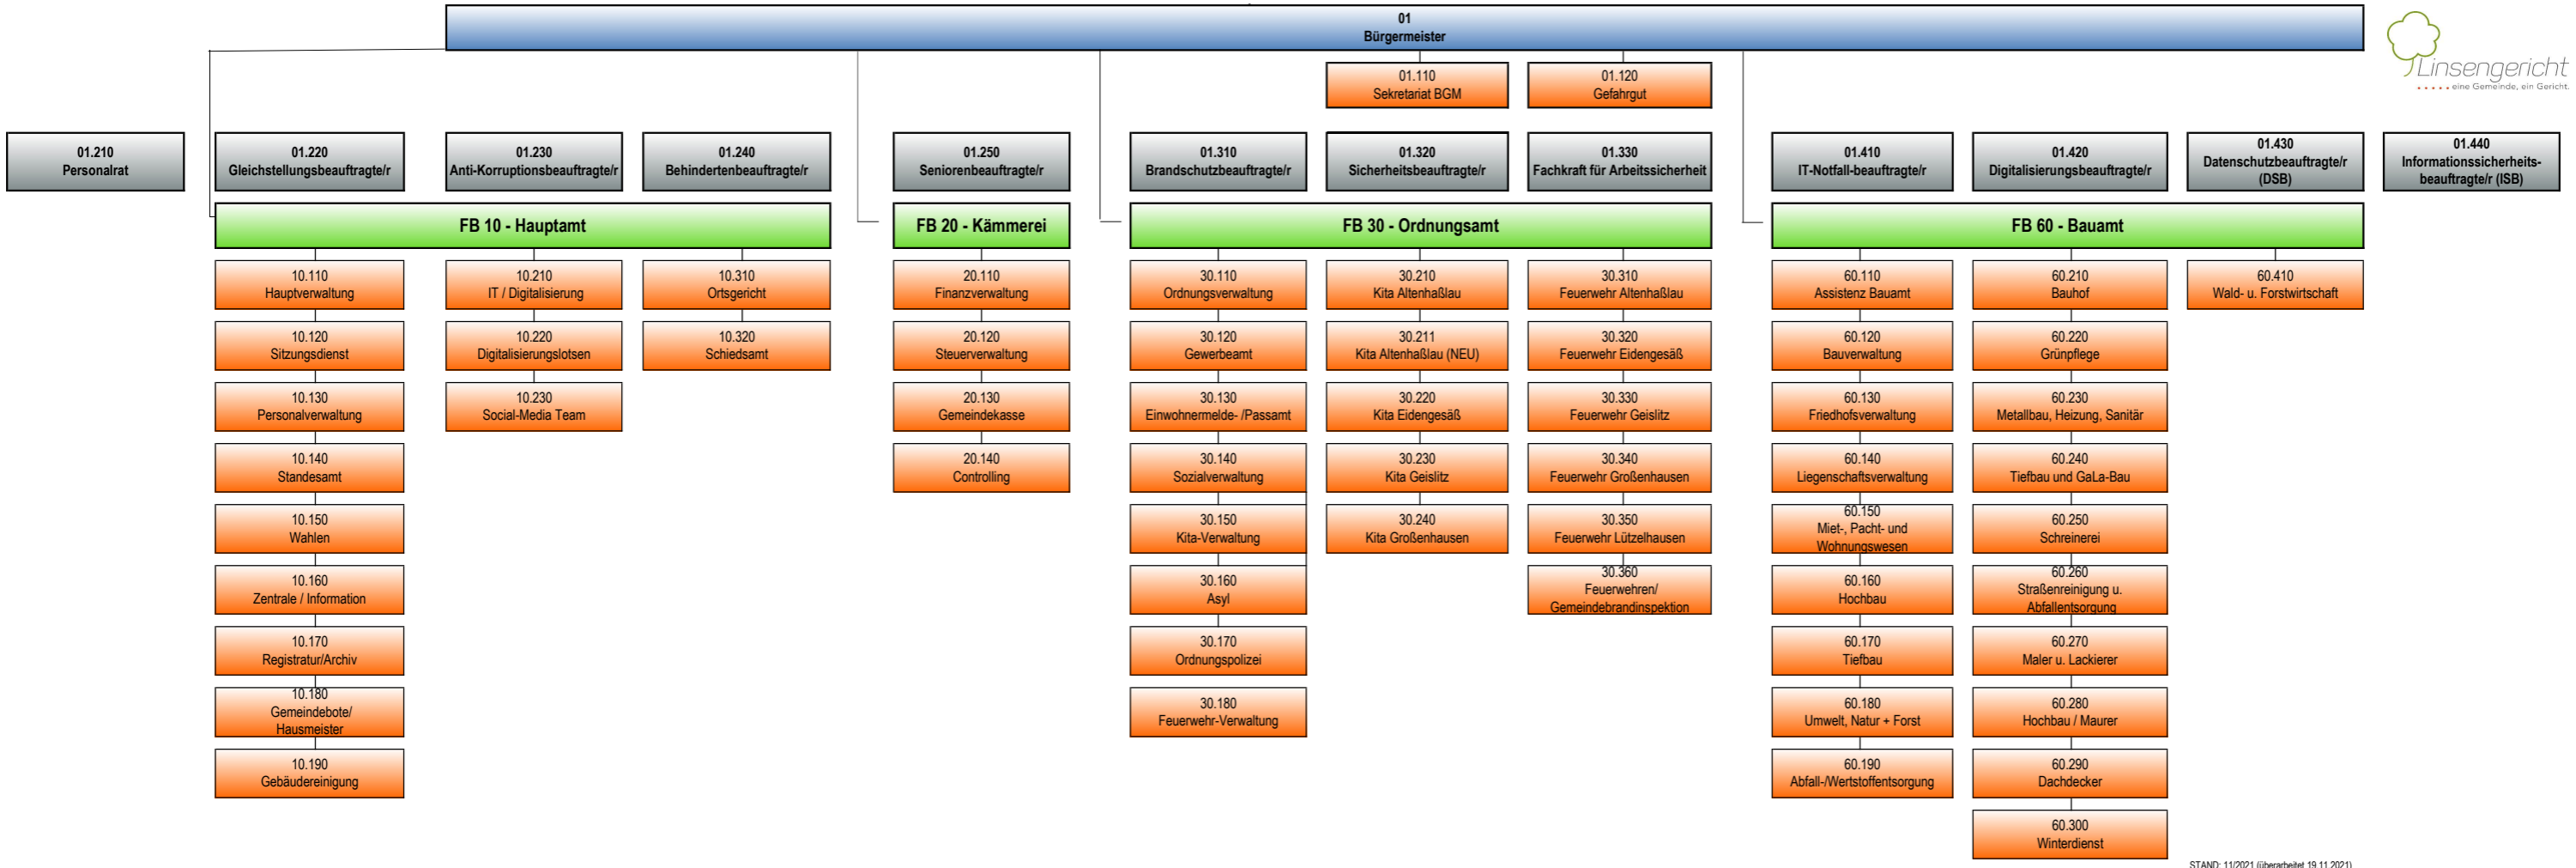 01
Bürgermeister
Linsengericht
..... eine Gemeinde, ein Gericht.
01.110
Sekretariat BGM
01.120
Gefahrgut
01.210
Personalrat
01.220
Gleichstellungsbeauftragte/r
01.230
Anti-Korruptionsbeauftragte/r
01.240
Behindertenbeauftragte/r
01.250
Seniorenbeauftragte/r
01.310
Brandschutzbeauftragte/r
01.320
Sicherheitsbeauftragte/r
01.330
Fachkraft für Arbeitssicherheit
01.410
IT-Notfall-beauftragte/r
01.420
Digitalisierungsbeauftragte/r
01.430
Datenschutzbeauftragte/r
(DSB)
01.440
Informationssicherheits-
beauftragte/r (ISB)
FB 10 - Hauptamt
10.110
Hauptverwaltung
10.120
Sitzungsdienst
10.130
Personalverwaltung
10.140
Standesamt
10.150
Wahlen
10.160
Zentrale / Information
10.170
Registratur/Archiv
10.180
Gemeindebote/
Hausmeister
10.190
Gebäudereinigung
10.210
IT / Digitalisierung
10.220
Digitalisierungslotsen
10.230
Social-Media Team
10.310
Ortsgericht
10.320
Schiedsamt
FB 20 - Kämmerei
20.110
Finanzverwaltung
20.120
Steuerverwaltung
20.130
Gemeindekasse
20.140
Controlling
FB 30 - Ordnungsamt
30.110
Ordnungsverwaltung
30.120
Gewerbeamt
30.130
Einwohnermelde- /Passamt
30.140
Sozialverwaltung
30.150
Kita-Verwaltung
30.160
Asyl
30.170
Ordnungspolizei
30.180
Feuerwehr-Verwaltung
30.210
Kita Altenhaßlau
30.211
Kita Altenhaßlau (NEU)
30.220
Kita Eidengesäß
30.230
Kita Geislitz
30.240
Kita Großenhausen
30.310
Feuerwehr Altenhaßlau
30.320
Feuerwehr Eidengesäß
30.330
Feuerwehr Geislitz
30.340
Feuerwehr Großenhausen
30.350
Feuerwehr Lützelhausen
30.360
Feuerwehren/
Gemeindebrandinspektion
FB 60 - Bauamt
60.110
Assistenz Bauamt
60.120
Bauverwaltung
60.130
Friedhofsverwaltung
60.140
Liegenschaftsverwaltung
60.150
Miet-, Pacht- und
Wohnungswesen
60.160
Hochbau
60.170
Tiefbau
60.180
Umwelt, Natur + Forst
60.190
Abfall-/Wertstoffentsorgung
60.210
Bauhof
60.220
Grünpflege
60.230
Metallbau, Heizung, Sanitär
60.240
Tiefbau und GaLa-Bau
60.250
Schreinerei
60.260
Straßenreinigung u.
Abfallentsorgung
60.270
Maler u. Lackierer
60.280
Hochbau / Maurer
60.290
Dachdecker
60.300
Winterdienst
60.410
Wald- u. Forstwirtschaft
STAND: 11/2021 (überarbeitet 19.11.2021)